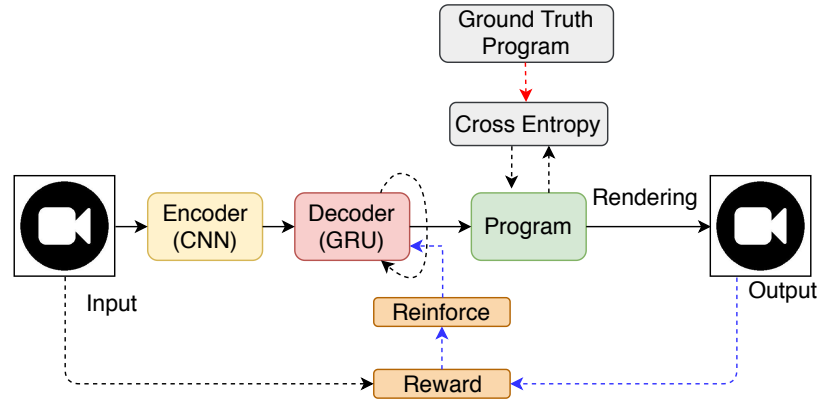 Ground Truth
Program
Cross Entropy
Encoder
(CNN)
Decoder
(GRU)
Program
Rendering
Input
Output
Reinforce
Reward